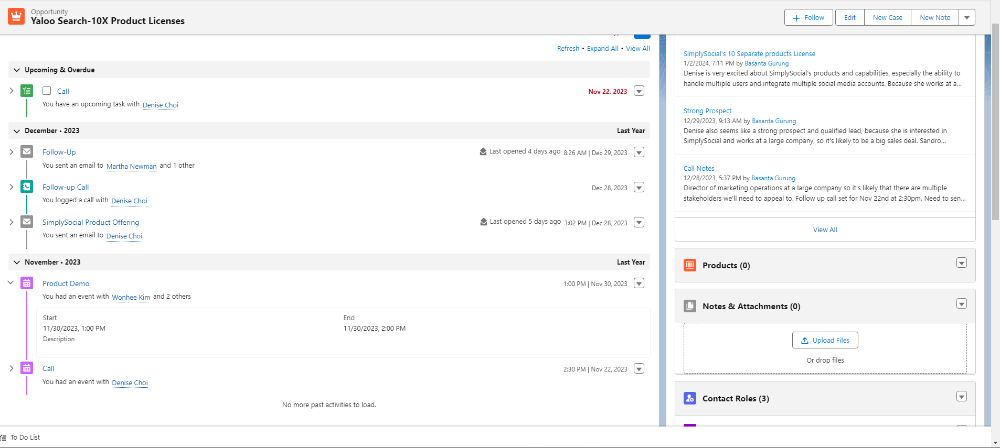 Opportunity
Yaloo Search-10X Product Licenses
Follow
Edit
New Case
New Note
Refresh • Expand All • View All
Upcoming & Overdue
Call
Nov 22, 2023
You have an upcoming task with Denise Choi
December • 2023
Last Year
Follow-Up
Last opened 4 days ago 8:26 AM | Dec 29, 2023
You sent an email to Martha Newman and 1 other
Follow-up Call
Dec 28, 2023
You logged a call with Denise Choi
SimplySocial Product Offering
Last opened 5 days ago 3:02 PM | Dec 28, 2023
You sent an email to Denise Choi
November • 2023
Last Year
Product Demo
1:00 PM | Nov 30, 2023
You had an event with Wonhee Kim and 2 others
Start
End
11/30/2023, 1:00 PM
11/30/2023, 2:00 PM
Description
Call
2:30 PM | Nov 22, 2023
You had an event with Denise Choi
No more past activities to load.
SimplySocial's 10 Separate products License
1/2/2024, 7:11 PM by Basanta Gurung
Denise is very excited about SimplySocial's products and capabilities, especially the ability to
handle multiple users and integrate multiple social media accounts. Because she works at a...
Strong Prospect
12/29/2023, 9:13 AM by Basanta Gurung
Denise also seems like a strong prospect and qualified lead, because she is interested in
SimplySocial and works at a large company, so it's likely to be a big sales deal. Sandro...
Call Notes
12/28/2023, 5:37 PM by Basanta Gurung
Director of marketing operations at a large company so it's likely that there are multiple
stakeholders we'll need to appeal to. Follow up call set for Nov 22nd at 2:30pm. Need to sen...
View All
Products (0)
Notes & Attachments (0)
Upload Files
Or drop files
Contact Roles (3)
To Do List